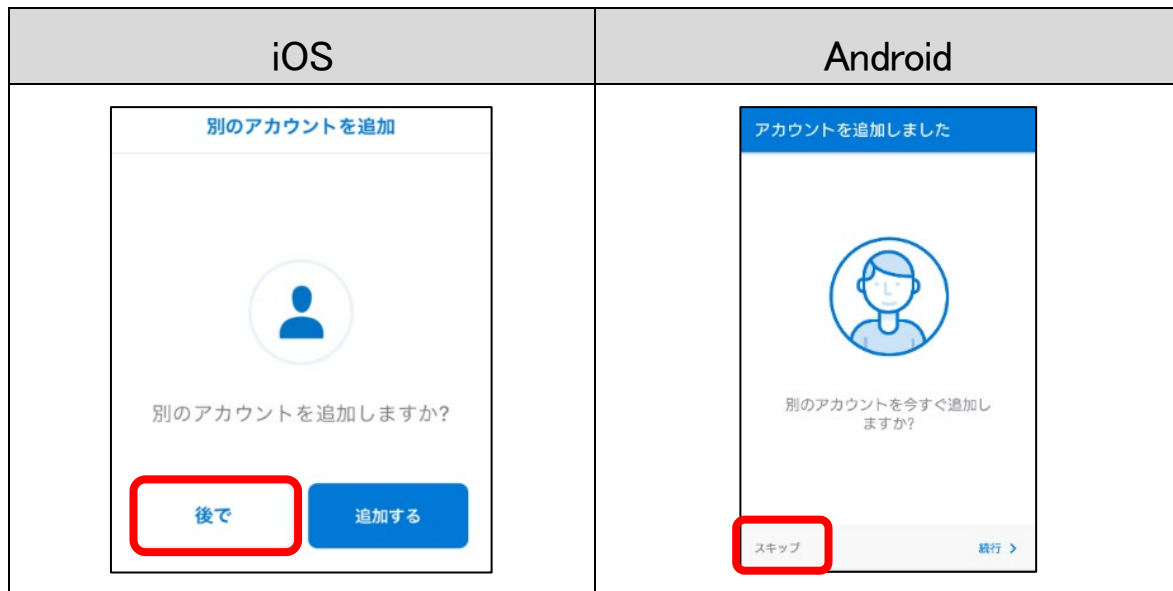 iOS
Android
別のアカウントを追加
別のアカウントを追加しますか?
後で
追加する
アカウントを追加しました
別のアカウントを今すぐ追加し
ますか?
スキップ
続行 >